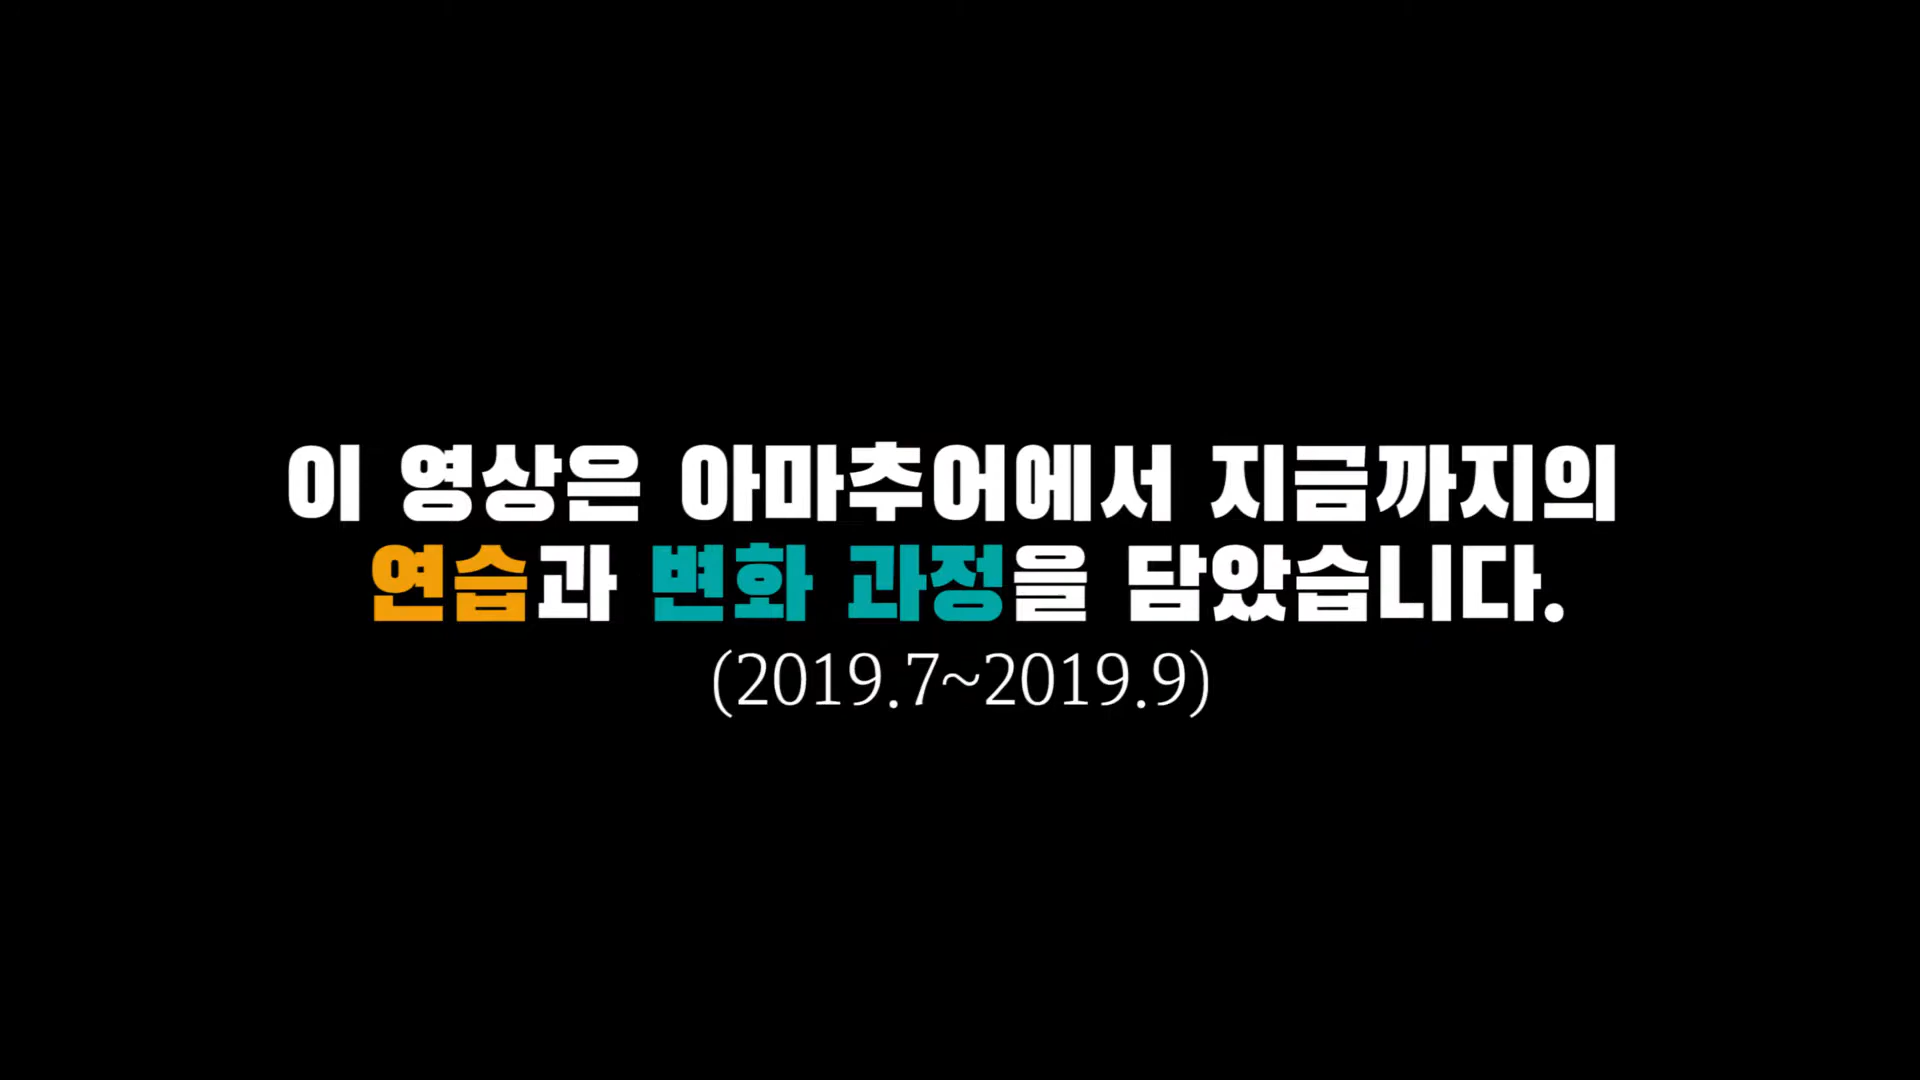 이 영상은 아마추어에서 지금까지의
연습과 변화 과정을 담았습니다.
(2019.7~2019.9)